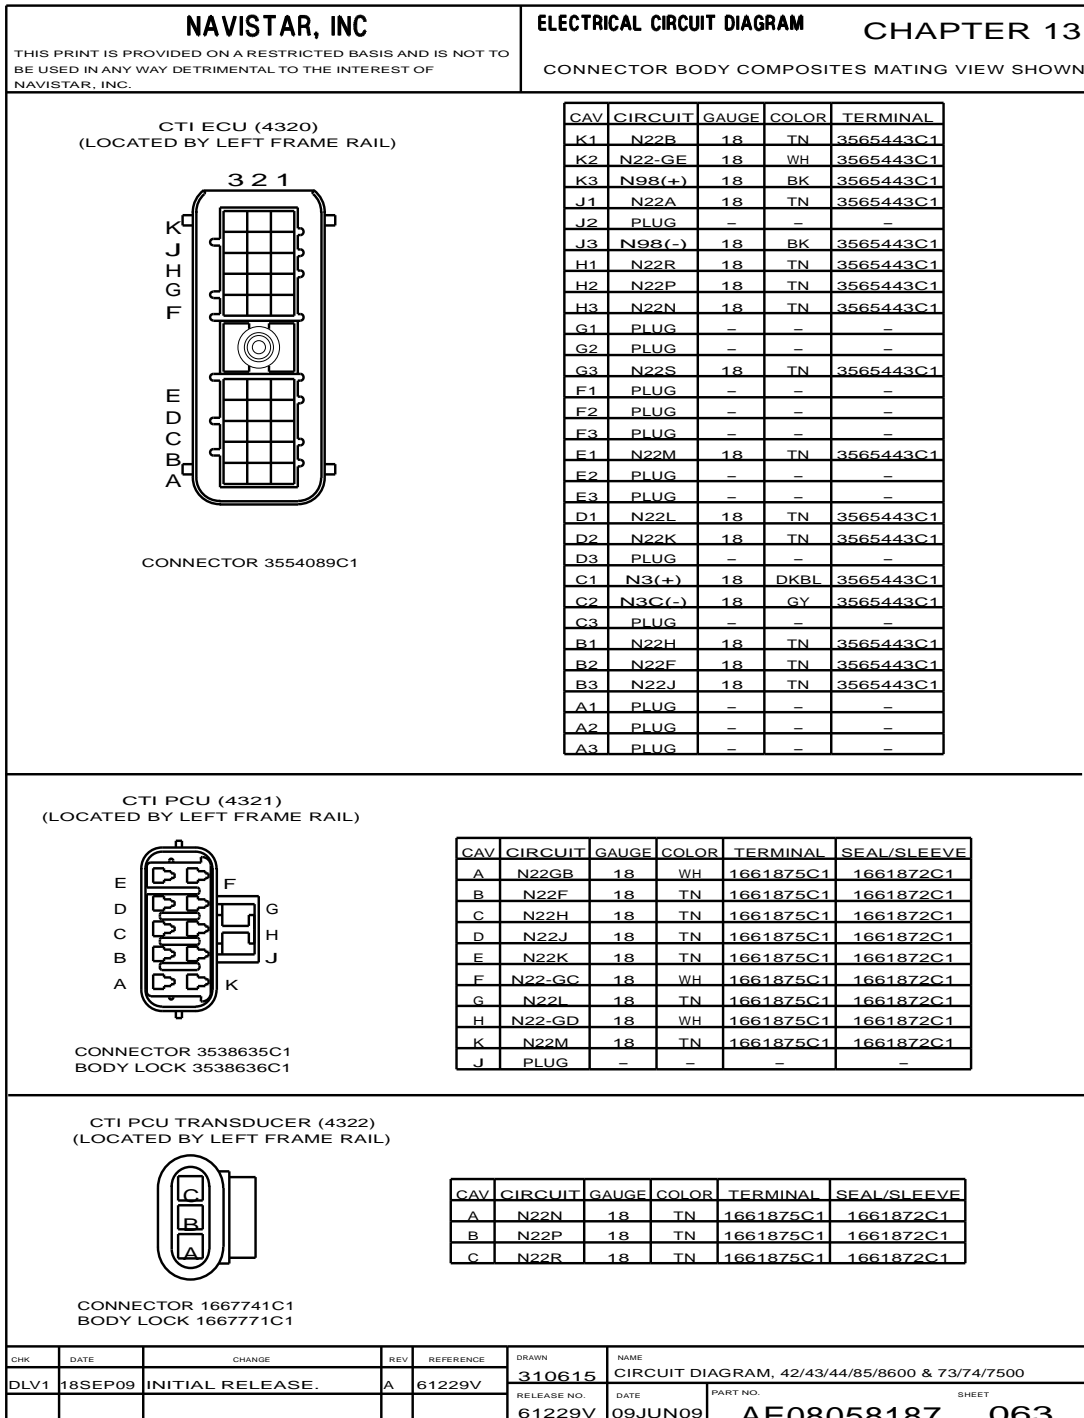 NAVISTAR, INC
THIS PRINT IS PROVIDED ON A RESTRICTED BASIS AND IS NOT TO
BE USED IN ANY WAY DETRIMENTAL TO THE INTEREST OF
NAVISTAR, INC.
ELECTRICAL CIRCUIT DIAGRAM CHAPTER 13
CONNECTOR BODY COMPOSITES MATING VIEW SHOWN
CTI ECU (4320)
(LOCATED BY LEFT FRAME RAIL)
3 2 1
K
J
H
G
F
E
D
C
B
A
CONNECTOR 3554089C1
CAV CIRCUIT GAUGE COLOR TERMINAL
K1 N22B 18 TN 3565443C1
K2 N22-GE 18 WH 3565443C1
K3 N98(+) 18 BK 3565443C1
J1 N22A 18 TN 3565443C1
J2 PLUG – – –
J3 N98(-) 18 BK 3565443C1
H1 N22R 18 TN 3565443C1
H2 N22P 18 TN 3565443C1
H3 N22N 18 TN 3565443C1
G1 PLUG – – –
G2 PLUG – – –
G3 N22S 18 TN 3565443C1
F1 PLUG – – –
F2 PLUG – – –
F3 PLUG – – –
E1 N22M 18 TN 3565443C1
E2 PLUG – – –
E3 PLUG – – –
D1 N22L 18 TN 3565443C1
D2 N22K 18 TN 3565443C1
D3 PLUG – – –
C1 N3(+) 18 DKBL 3565443C1
C2 N3C(-) 18 GY 3565443C1
C3 PLUG – – –
B1 N22H 18 TN 3565443C1
B2 N22F 18 TN 3565443C1
B3 N22J 18 TN 3565443C1
A1 PLUG – – –
A2 PLUG – – –
A3 PLUG – – –
CTI PCU (4321)
(LOCATED BY LEFT FRAME RAIL)
E F
D G
C H
B J
A K
CONNECTOR 3538635C1
BODY LOCK 3538636C1
CAV CIRCUIT GAUGE COLOR TERMINAL SEAL/SLEEVE
A N22GB 18 WH 1661875C1 1661872C1
B N22F 18 TN 1661875C1 1661872C1
C N22H 18 TN 1661875C1 1661872C1
D N22J 18 TN 1661875C1 1661872C1
E N22K 18 TN 1661875C1 1661872C1
F N22-GC 18 WH 1661875C1 1661872C1
G N22L 18 TN 1661875C1 1661872C1
H N22-GD 18 WH 1661875C1 1661872C1
K N22M 18 TN 1661875C1 1661872C1
J PLUG – – – –
CTI PCU TRANSDUCER (4322)
(LOCATED BY LEFT FRAME RAIL)
C
B
A
CONNECTOR 1667741C1
BODY LOCK 1667771C1
CAV CIRCUIT GAUGE COLOR TERMINAL SEAL/SLEEVE
A N22N 18 TN 1661875C1 1661872C1
B N22P 18 TN 1661875C1 1661872C1
C N22R 18 TN 1661875C1 1661872C1
CHK DATE CHANGE REV REFERENCE
DLV1 18SEP09 INITIAL RELEASE. A 61229V
DRAWN NAME
310615 CIRCUIT DIAGRAM, 42/43/44/85/8600 & 73/74/7500
RELEASE NO. DATE PART NO. SHEET
61229V 09JUN09 AE08058187 063